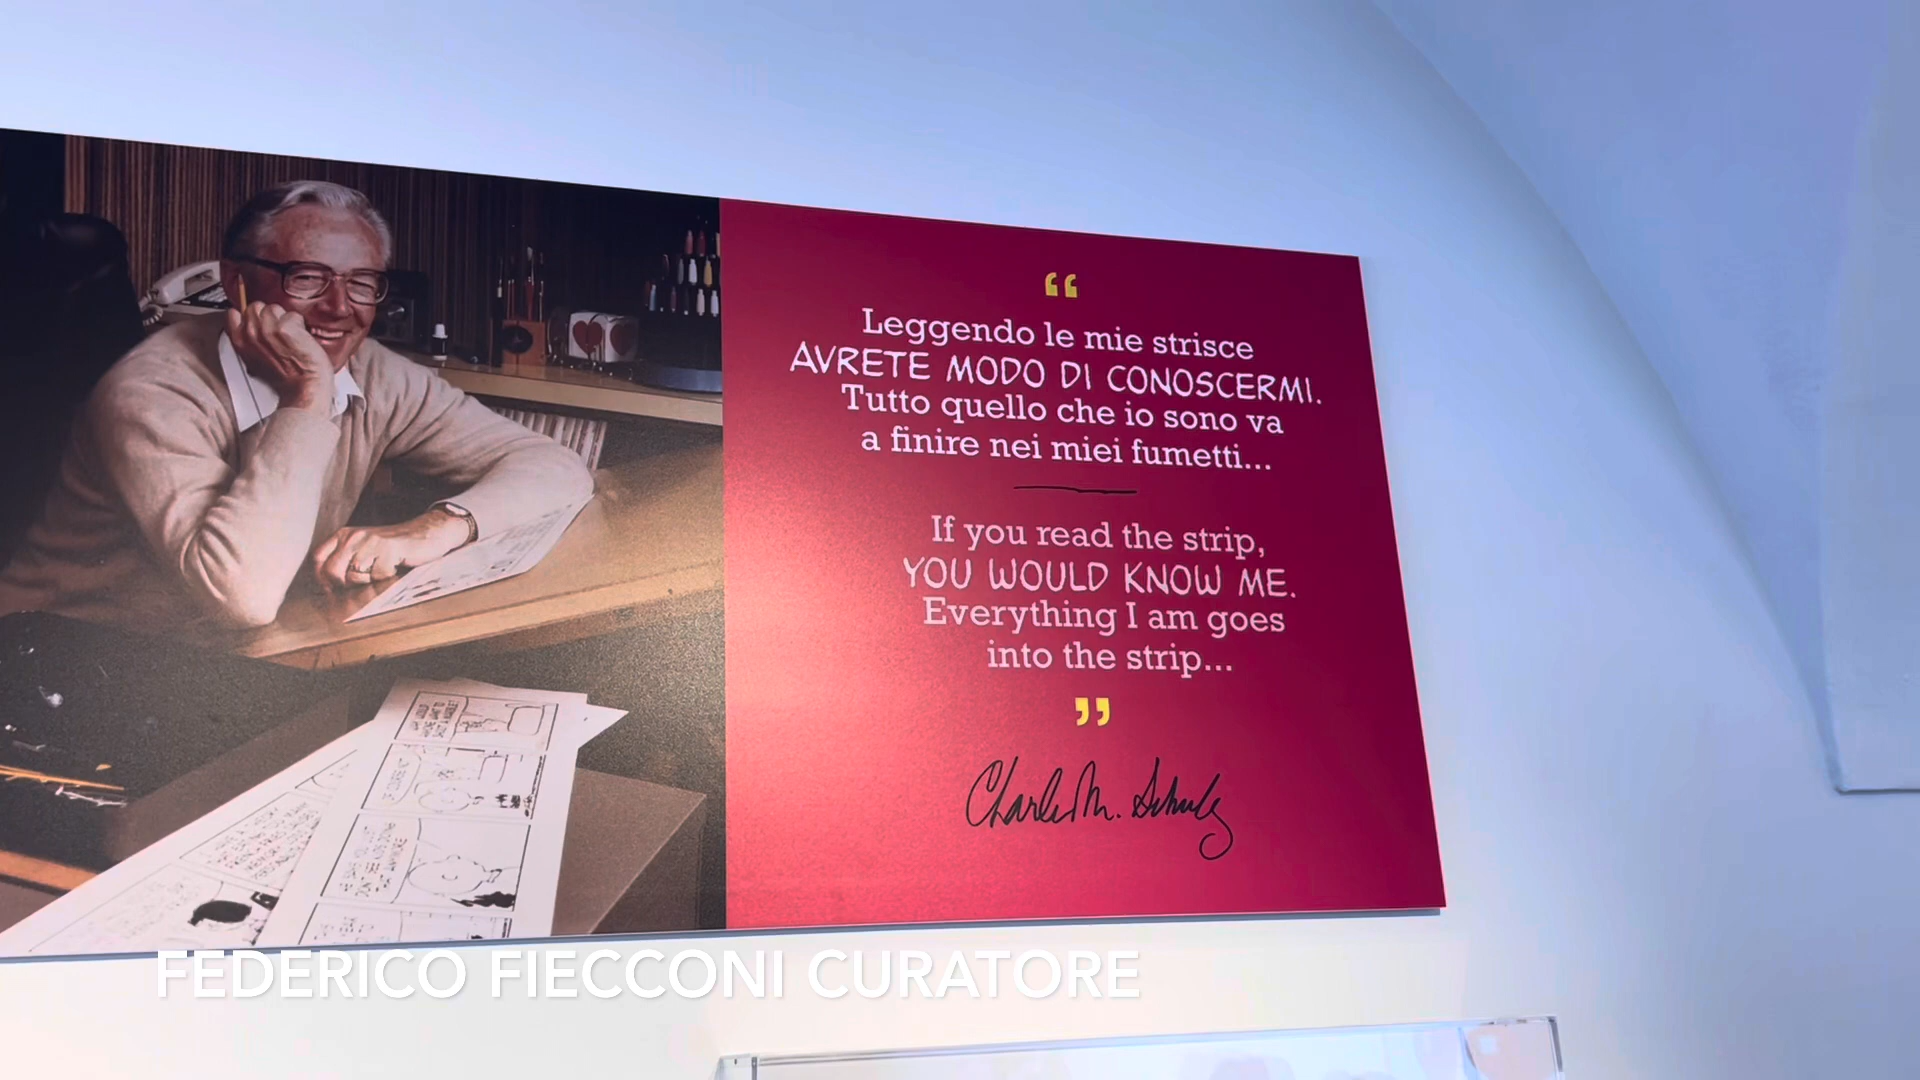 “
Leggendo le mie strisce
AVRETE MODO DI CONOSCERMI.
Tutto quello che io sono va
a finire nei miei fumetti...
If you read the strip,
YOU WOULD KNOW ME.
Everything I am goes
into the strip...
”
Charles M. Schulz
FEDERICO FIECCONI CURATORE